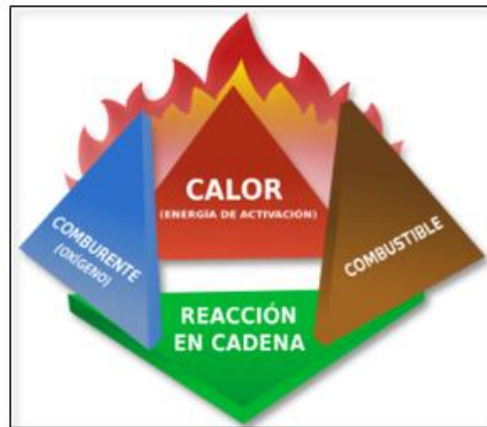 CALOR
(ENERGÍA DE ACTIVACIÓN)
COMBURENTE
(OXÍGENO)
COMBUSTIBLE
REACCIÓN
EN CADENA